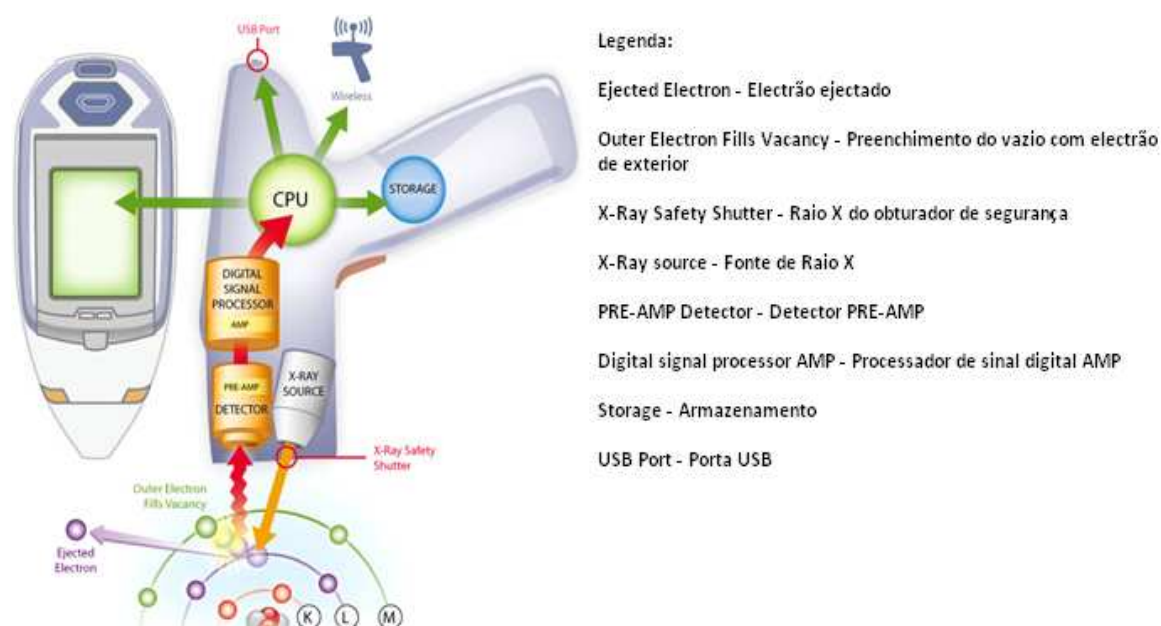 USB Port
Wireless
CPU
STORAGE
DIGITAL
SIGNAL
PROCESSOR
AMP
PRE-AMP
DETECTOR
X-RAY
SOURCE
X-Ray Safety
Shutter
Outer Electron
Fills Vacancy
Ejected
Electron
K
L
M
Legenda:
Ejected Electron - Electrão ejectado
Outer Electron Fills Vacancy - Preenchimento do vazio com electrão
de exterior
X-Ray Safety Shutter - Raio X do obturador de segurança
X-Ray source - Fonte de Raio X
PRE-AMP Detector - Detector PRE-AMP
Digital signal processor AMP - Processador de sinal digital AMP
Storage - Armazenamento
USB Port - Porta USB